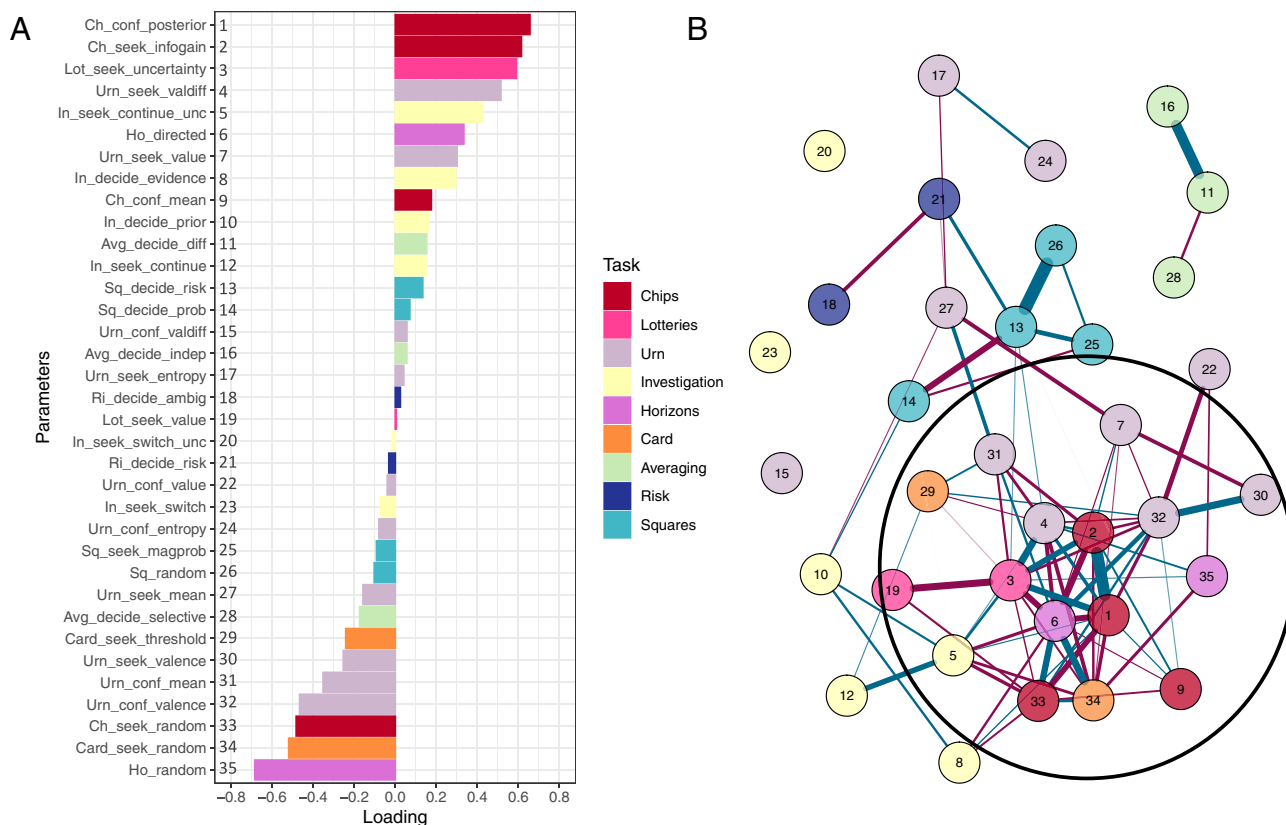 A
Parameters
Ch_conf_posterior 1
Ch_seek_infogain 2
Lot_seek_uncertainty 3
Urn_seek_valdiff 4
In_seek_continue_unc 5
Ho_directed 6
Urn_seek_value 7
In_decide_evidence 8
Ch_conf_mean 9
In_decide_prior 10
Avg_decide_diff 11
In_seek_continue 12
Sq_decide_risk 13
Sq_decide_prob 14
Urn_conf_valdiff 15
Avg_decide_indep 16
Urn_seek_entropy 17
Ri_decide_ambig 18
Lot_seek_value 19
In_seek_switch_unc 20
Ri_decide_risk 21
Urn_conf_value 22
In_seek_switch 23
Urn_conf_entropy 24
Sq_seek_magprob 25
Sq_random 26
Urn_seek_mean 27
Avg_decide_selective 28
Card_seek_threshold 29
Urn_seek_valence 30
Urn_conf_mean 31
Urn_conf_valence 32
Ch_seek_random 33
Card_seek_random 34
Ho_random 35
−0.8 −0.6 −0.4 −0.2 0.0 0.2 0.4 0.6 0.8
Loading
Task
Chips
Lotteries
Urn
Investigation
Horizons
Card
Averaging
Risk
Squares
B
17
16
20
24
11
21
26
28
18
27
13
25
23
22
14
7
31
15
29
30
32
4
2
10
3
35
19
1
6
5
9
12
33
34
8